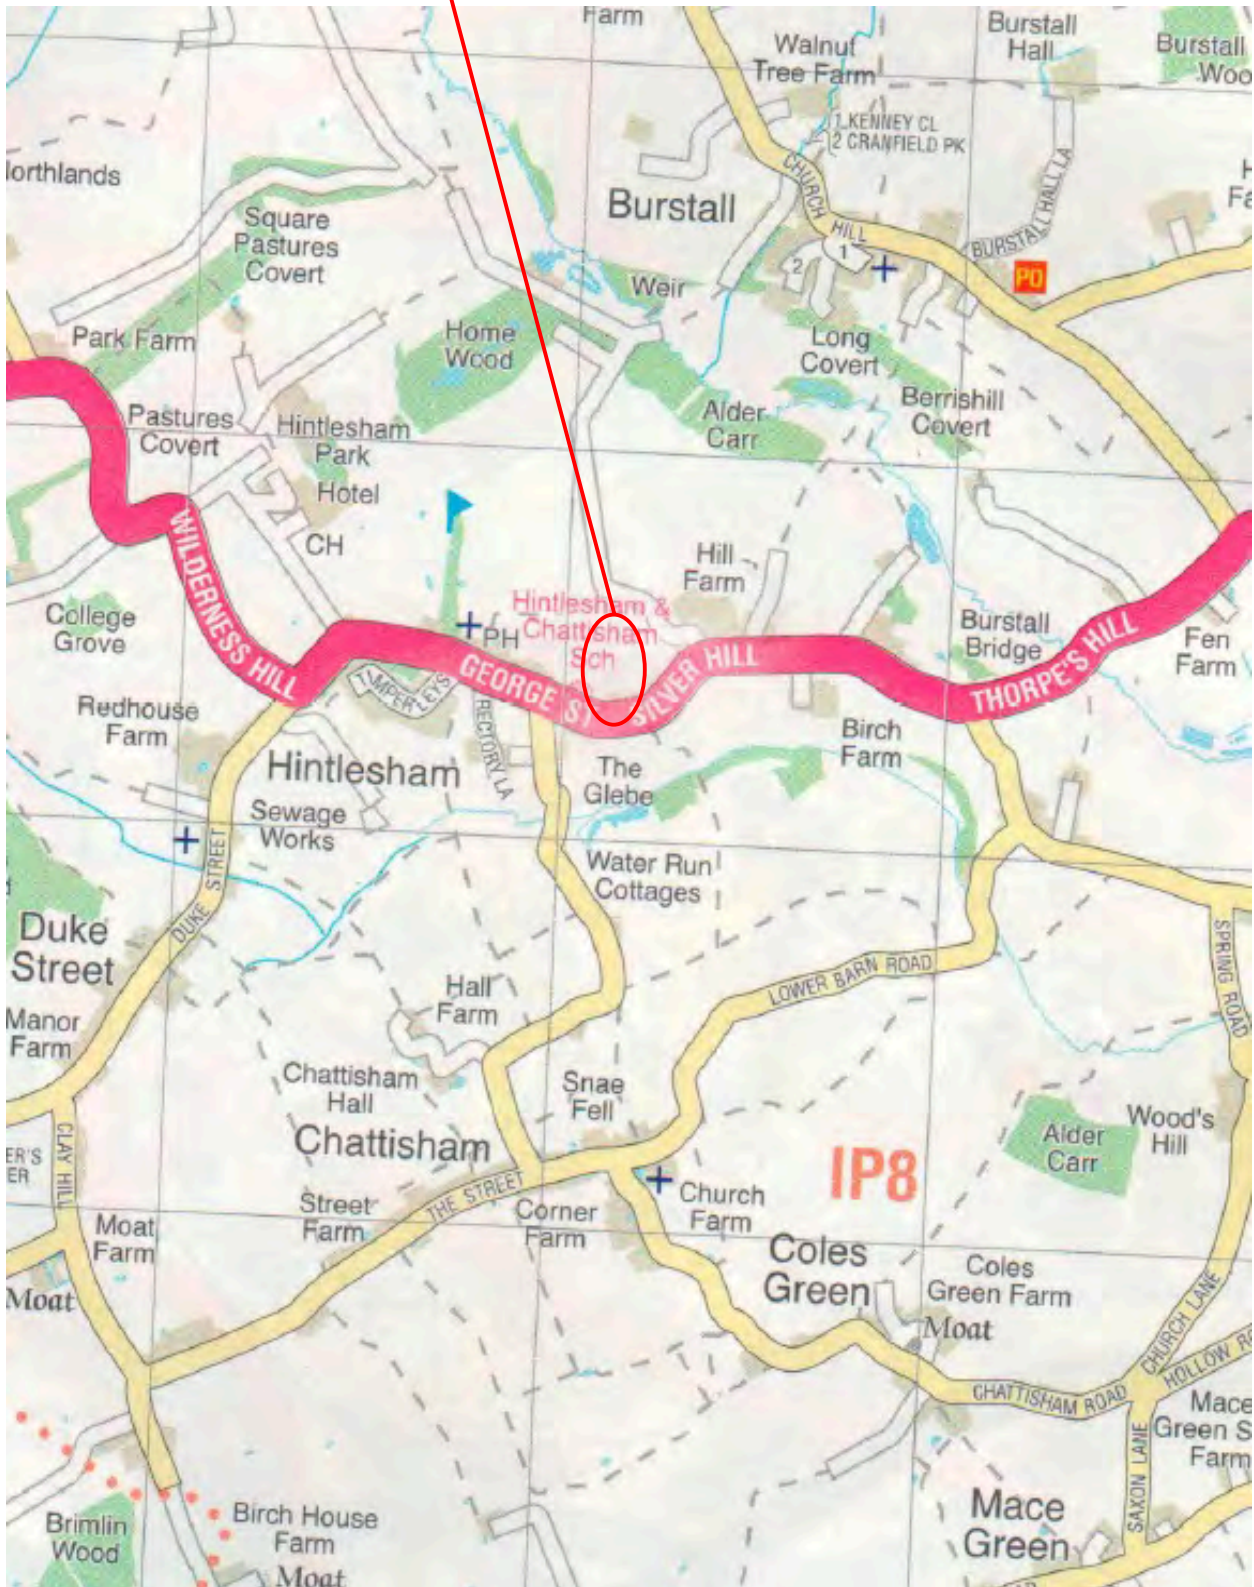 Farm
Burstall
Hall
Burstall
Walnut
Tree Farm
1 KENNEY CL
2 CRANFIELD PK
CHURCH
HILL
BURSTALL HALL LA
Burstall
Square
Pastures
Covert
PO
1
2
Weir
Park Farm
Home
Wood
Long
Covert
Berrishill
Covert
Pastures
Covert
Hintlesham
Park
Hotel
Alder
Carr
CH
WILDERNESS HILL
College
Grove
Hill
Farm
Hintlesham &
Chattisham
Sch
PH
Burstall
Bridge
THORPE'S HILL
Fen
Farm
GEORGE ST
SILVER HILL
TIMPERLEYS
RECTORY LA
Redhouse
Farm
Birch
Farm
Hintlesham
The
Glebe
Sewage
Works
DUKE STREET
Water Run
Cottages
Duke
Street
SPRING ROAD
LOWER BARN ROAD
Hall
Farm
Manor
Farm
Chattisham
Hall
Snae
Fell
Wood's
Hill
Alder
Carr
Chattisham
CLAY HILL
ER'S
ER
IP8
THE STREET
Street
Farm
Corner
Farm
Church
Farm
Moat
Farm
Coles
Green
Coles
Green Farm
Moat
Moat
CHURCH LANE
HOLLOW
CHATTISHAM ROAD
Mace
Green S
Farm
SAXON LANE
Mace
Green
Birch House
Farm
Moat
Brimlin
Wood